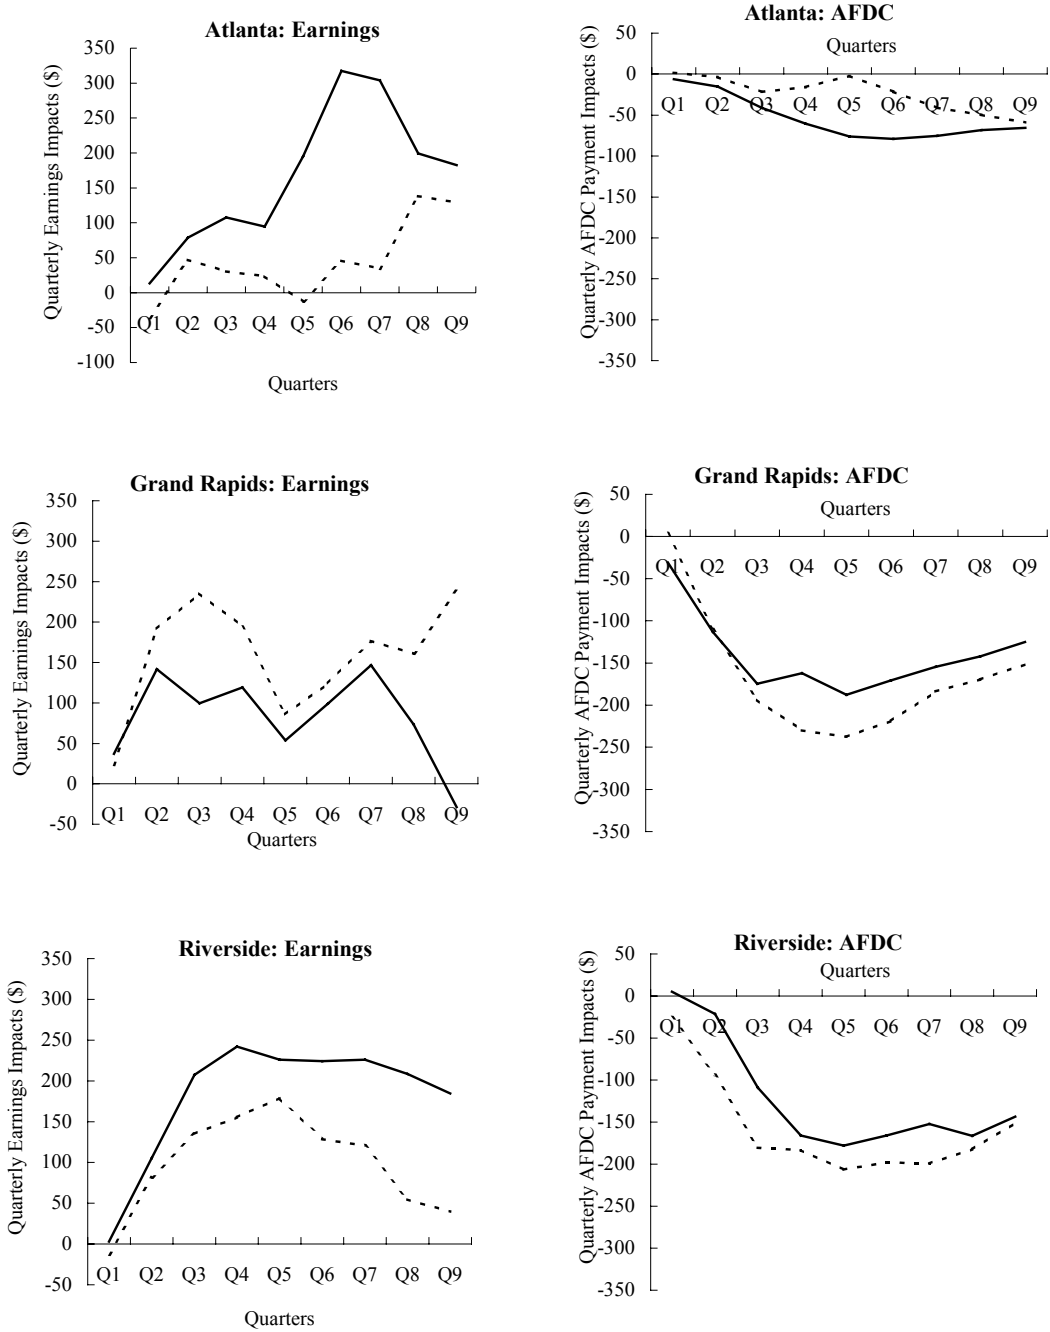 Atlanta: Earnings
Quarterly Earnings Impacts ($)
350
300
250
200
150
100
50
0
-50
-100
Q1 Q2 Q3 Q4 Q5 Q6 Q7 Q8 Q9
Quarters
Atlanta: AFDC
Quarters
Quarterly AFDC Payment Impacts ($)
50
0
-50
-100
-150
-200
-250
-300
-350
Q1 Q2 Q3 Q4 Q5 Q6 Q7 Q8 Q9
Grand Rapids: Earnings
Quarterly Earnings Impacts ($)
350
300
250
200
150
100
50
0
-50
Q1 Q2 Q3 Q4 Q5 Q6 Q7 Q8 Q9
Quarters
Grand Rapids: AFDC
Quarters
Quarterly AFDC Payment Impacts ($)
50
0
-50
-100
-150
-200
-250
-300
-350
Q1 Q2 Q3 Q4 Q5 Q6 Q7 Q8 Q9
Riverside: Earnings
Quarterly Earnings Impacts ($)
350
300
250
200
150
100
50
0
-50
Q1 Q2 Q3 Q4 Q5 Q6 Q7 Q8 Q9
Quarters
Riverside: AFDC
Quarters
Quarterly AFDC Payment Impacts ($)
50
0
-50
-100
-150
-200
-250
-300
-350
Q1 Q2 Q3 Q4 Q5 Q6 Q7 Q8 Q9